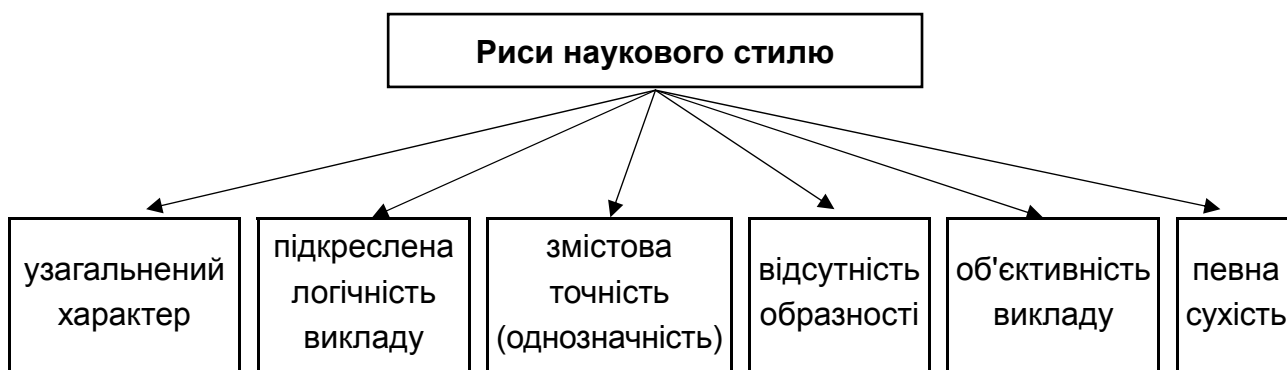 Риси наукового стилю
узагальнений
характер
підкреслена
логічність
викладу
змістова
точність
(однозначність)
відсутність
образності
об'єктивність
викладу
певна
сухість